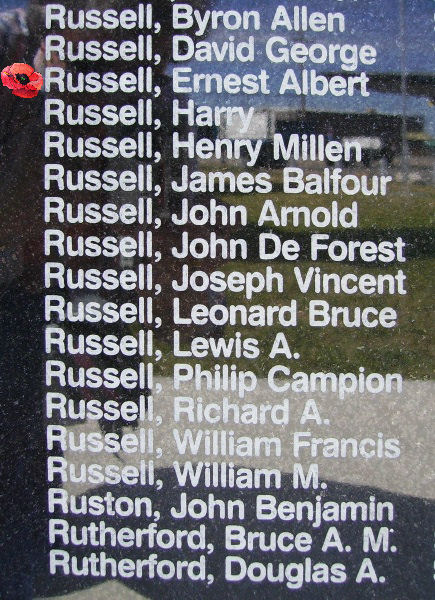 Russell, Byron Allen
Russell, David George
Russell, Ernest Albert
Russell, Harry
Russell, Henry Millen
Russell, James Balfour
Russell, John Arnold
Russell, John De Forest
Russell, Joseph Vincent
Russell, Leonard Bruce
Russell, Lewis A.
Russell, Philip Campion
Russell, Richard A.
Russell, William Francis
Russell, William M.
Ruston, John Benjamin
Rutherford, Bruce A. M.
Rutherford, Douglas A.